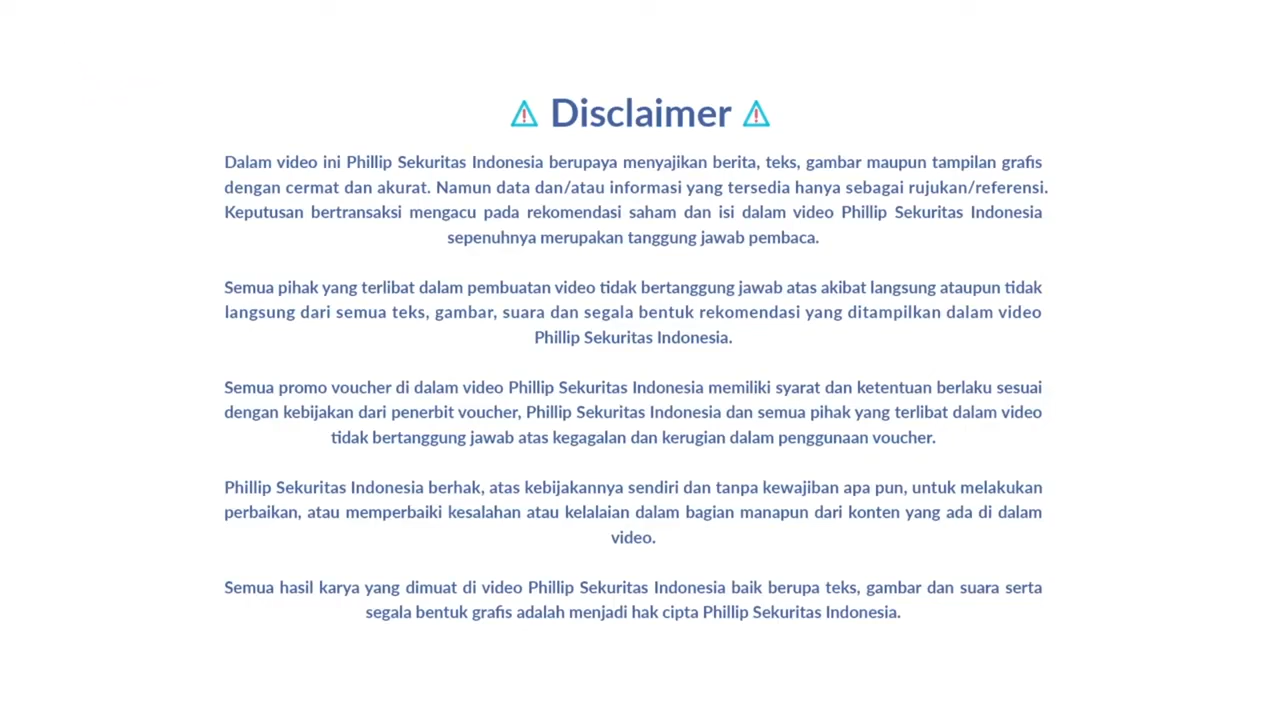 Disclaimer
Dalam video ini Phillip Sekuritas Indonesia berupaya menyajikan berita, teks, gambar maupun tampilan grafis
dengan cermat dan akurat. Namun data dan/atau informasi yang tersedia hanya sebagai rujukan/referensi.
Keputusan bertransaksi mengacu pada rekomendasi saham dan isi dalam video Phillip Sekuritas Indonesia
sepenuhnya merupakan tanggung jawab pembaca.
Semua pihak yang terlibat dalam pembuatan video tidak bertanggung jawab atas akibat langsung ataupun tidak
langsung dari semua teks, gambar, suara dan segala bentuk rekomendasi yang ditampilkan dalam video
Phillip Sekuritas Indonesia.
Semua promo voucher di dalam video Phillip Sekuritas Indonesia memiliki syarat dan ketentuan berlaku sesuai
dengan kebijakan dari penerbit voucher, Phillip Sekuritas Indonesia dan semua pihak yang terlibat dalam video
tidak bertanggung jawab atas kegagalan dan kerugian dalam penggunaan voucher.
Phillip Sekuritas Indonesia berhak, atas kebijakannya sendiri dan tanpa kewajiban apa pun, untuk melakukan
perbaikan, atau memperbaiki kesalahan atau kelalaian dalam bagian manapun dari konten yang ada di dalam
video.
Semua hasil karya yang dimuat di video Phillip Sekuritas Indonesia baik berupa teks, gambar dan suara serta
segala bentuk grafis adalah menjadi hak cipta Phillip Sekuritas Indonesia.